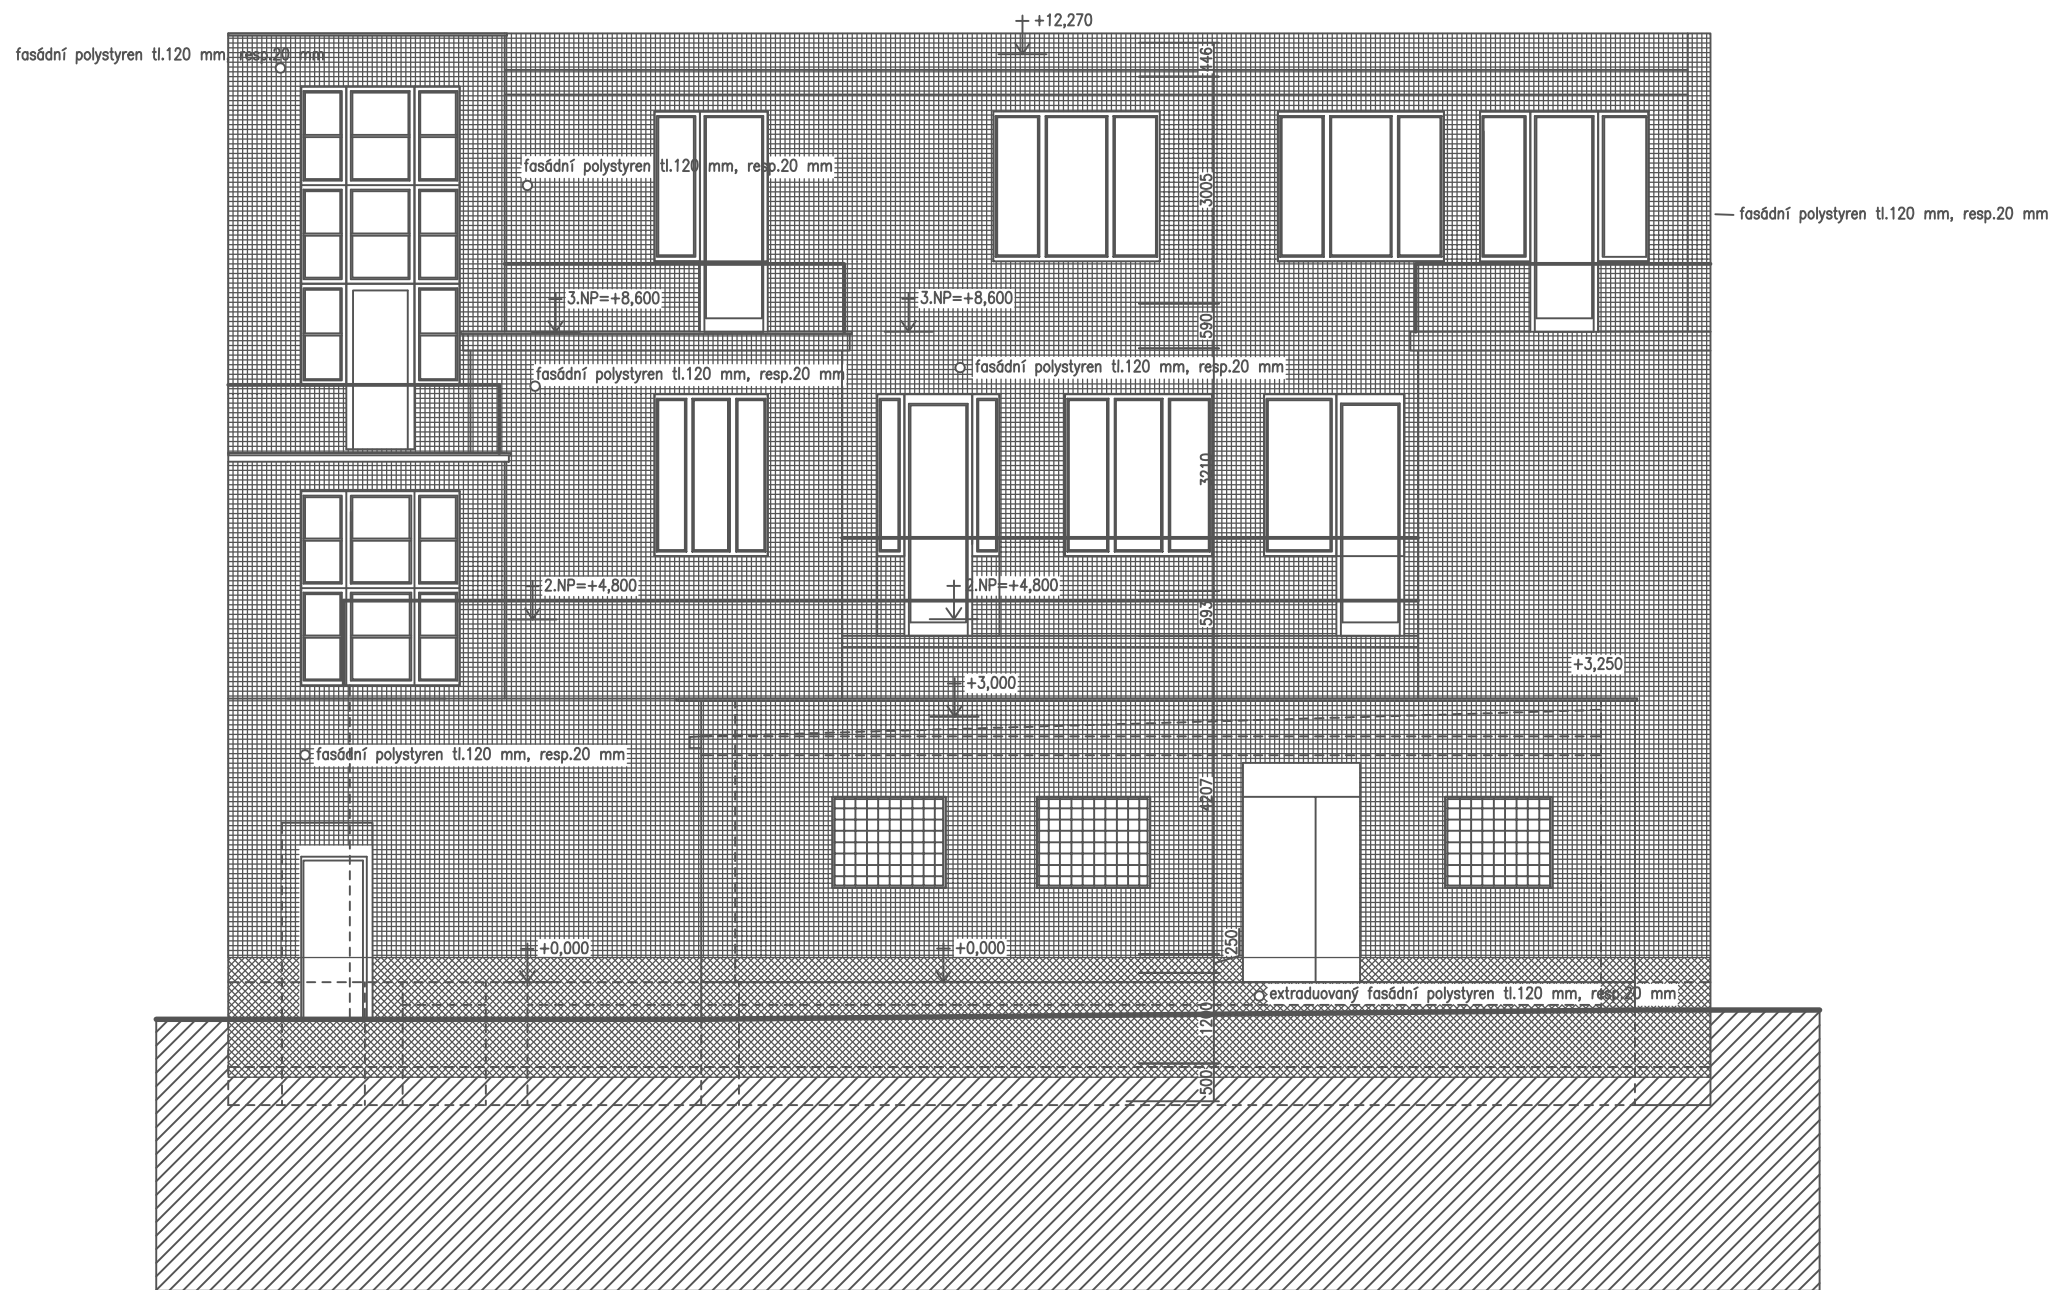 +12,270
fasádní polystyren tl.120 mm, resp.20 mm
446
fasádní polystyren tl.120 mm, resp.20 mm
3005
fasádní polystyren tl.120 mm, resp.20 mm
3.NP=+8,600
3.NP=+8,600
590
fasádní polystyren tl.120 mm, resp.20 mm
fasádní polystyren tl.120 mm, resp.20 mm
3210
2.NP=+4,800
2.NP=+4,800
593
+3,250
+3,000
fasádní polystyren tl.120 mm, resp.20 mm
4207
+0,000
+0,000
250
extraduovaný fasádní polystyren tl.120 mm, resp.20 mm
500